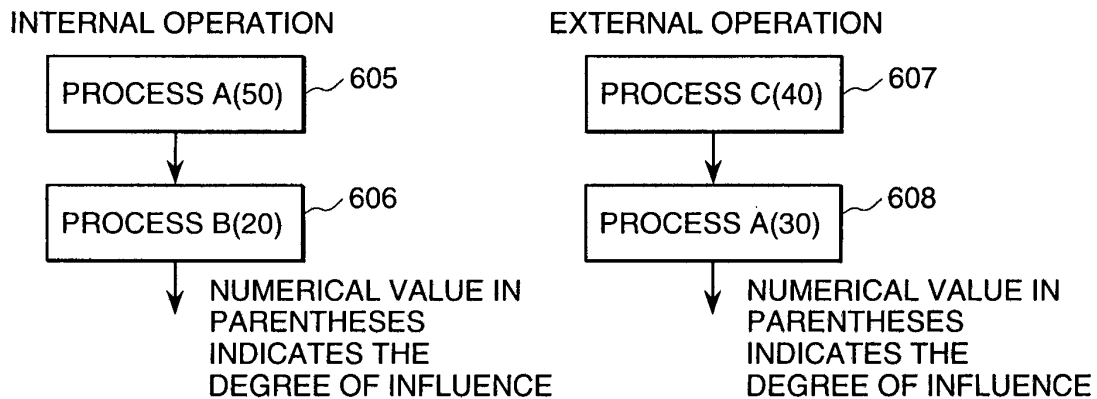 INTERNAL OPERATION
PROCESS A(50)
605
PROCESS B(20)
606
NUMERICAL VALUE IN
PARENTHESES
INDICATES THE
DEGREE OF INFLUENCE
EXTERNAL OPERATION
PROCESS C(40)
607
PROCESS A(30)
608
NUMERICAL VALUE IN
PARENTHESES
INDICATES THE
DEGREE OF INFLUENCE